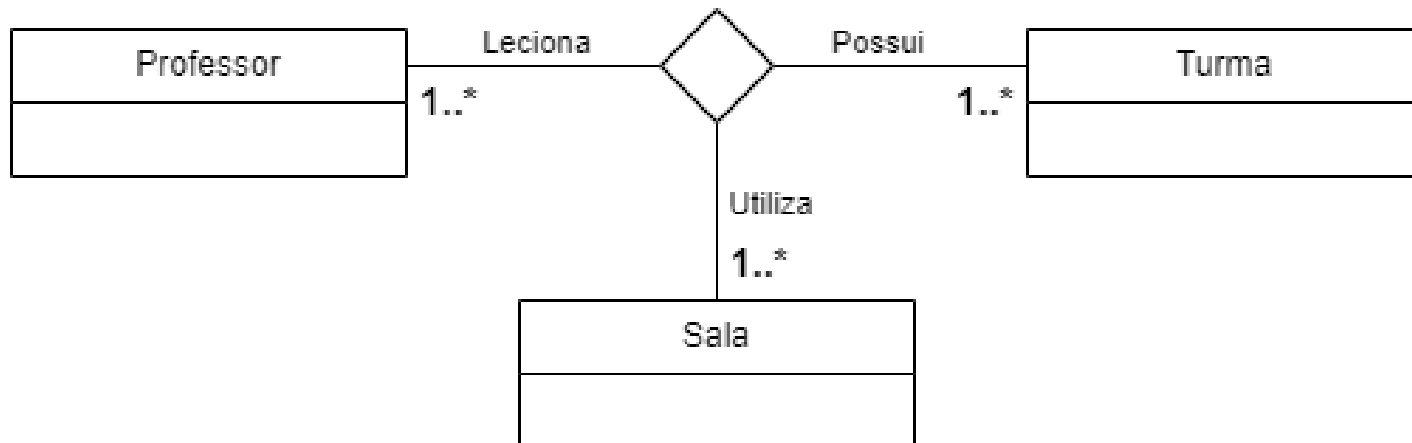 Professor
Leciona
1..*
Possui
1..*
Turma
Utiliza
1..*
Sala